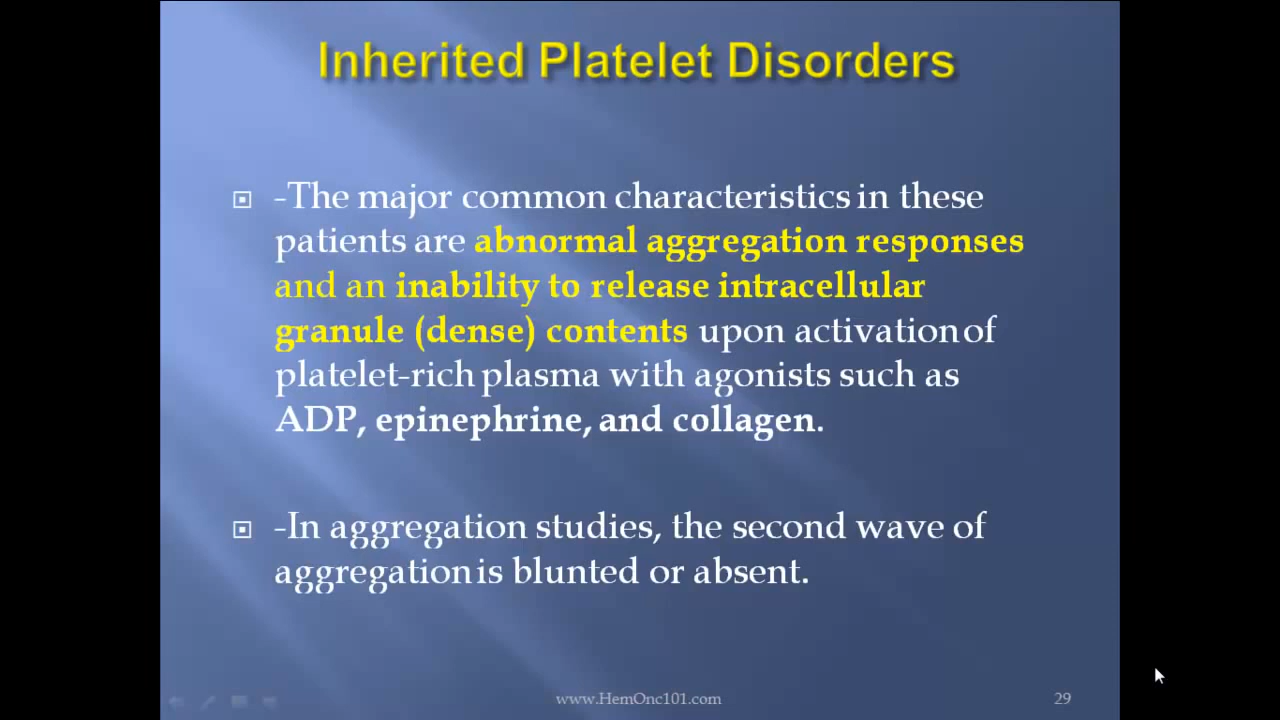 Inherited Platelet Disorders
-The major common characteristics in these
patients are abnormal aggregation responses
and an inability to release intracellular
granule (dense) contents upon activation of
platelet-rich plasma with agonists such as
ADP, epinephrine, and collagen.
-In aggregation studies, the second wave of
aggregation is blunted or absent.
www.HemOnc101.com
29